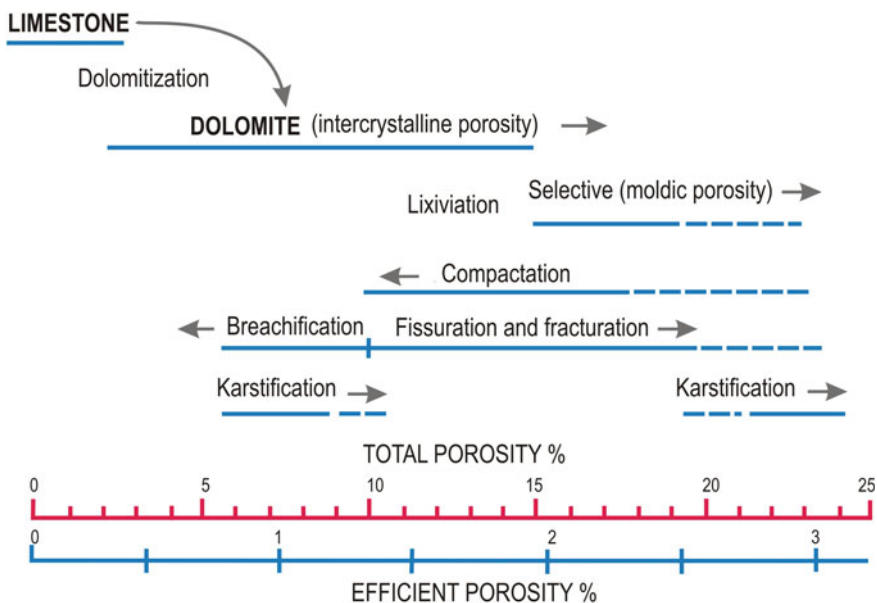 LIMESTONE
Dolomitization
DOLOMITE (intercrystline porosity)
Lixiviation
Selective (moldic porosity)
Compactation
Breachification
Fissuration and fracturation
Karstification
Karstification
TOTAL POROSITY %
0 5 10 15 20 25
0 1 2 3
EFFICIENT POROSITY %